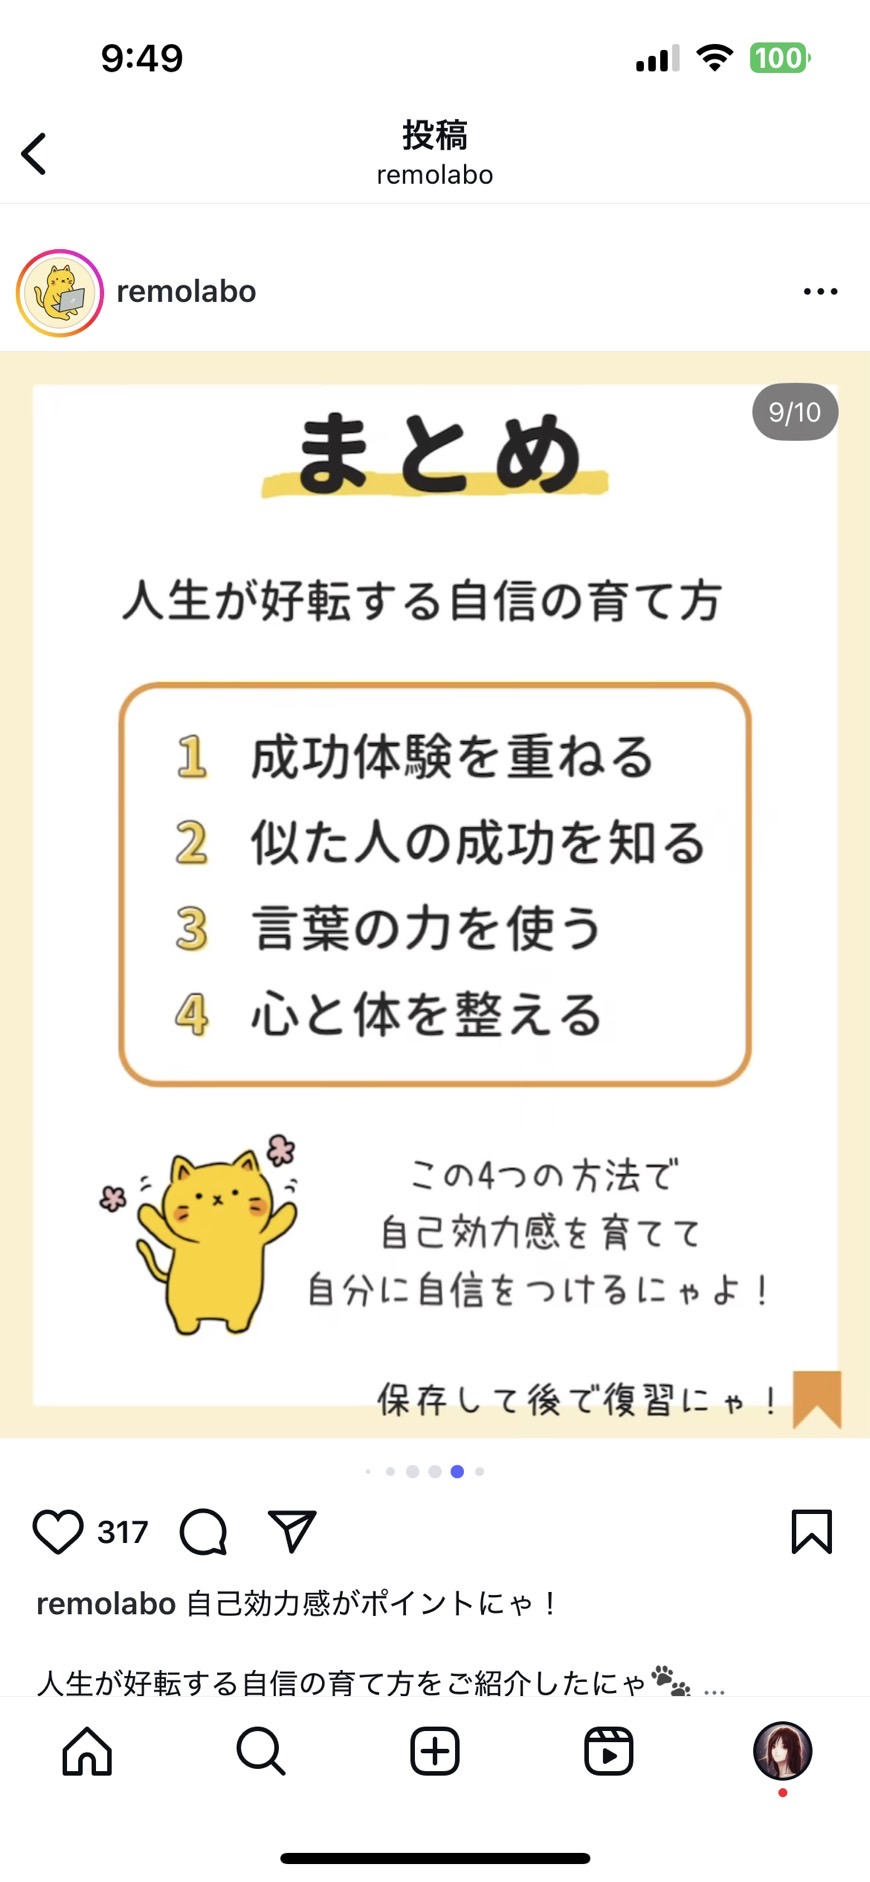 9:49
100
投稿
remolabo
remolabo
9/10
まとめ
人生が好転する自信の育て方
1 成功体験を重ねる
2 似た人の成功を知る
3 言葉の力を使う
4 心と体を整える
この4つの方法で
自己効力感を育てて
自分に自信をつけるにゃよ！
保存して後で復習にゃ！
317
remolabo 自己効力感がポイントにゃ！
人生が好転する自信の育て方をご紹介したにゃ🐾 ...